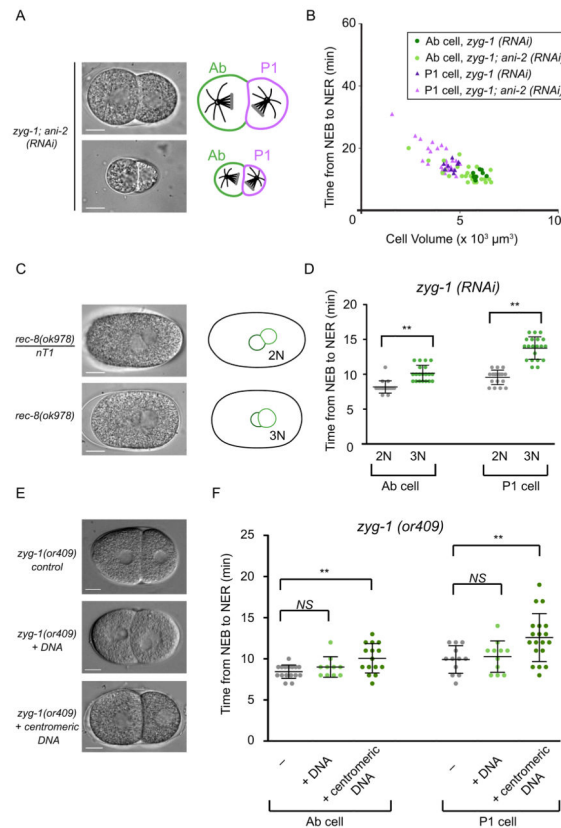 A
zyg-1; ani-2
(RNAi)
Ab
P1
Ab
P1
B
Time from NEB to NER (min)
60
40
20
0
0
5
10
Cell Volume (x 10³ μm³)
Ab cell, zyg-1 (RNAi)
Ab cell, zyg-1; ani-2 (RNAi)
P1 cell, zyg-1 (RNAi)
P1 cell, zyg-1; ani-2 (RNAi)
C
rec-8(ok978)
nT1
2N
rec-8(ok978)
3N
D
zyg-1 (RNAi)
Time from NEB to NER (min)
20
15
10
5
0
**
**
2N
3N
2N
3N
Ab cell
P1 cell
E
zyg-1(or409)
control
zyg-1(or409)
+ DNA
zyg-1(or409)
+ centromeric
DNA
F
zyg-1 (or409)
Time from NEB to NER (min)
25
20
15
10
5
0
**
NS
**
NS
–
+ DNA
+ centromeric
DNA
–
+ DNA
+ centromeric
DNA
Ab cell
P1 cell